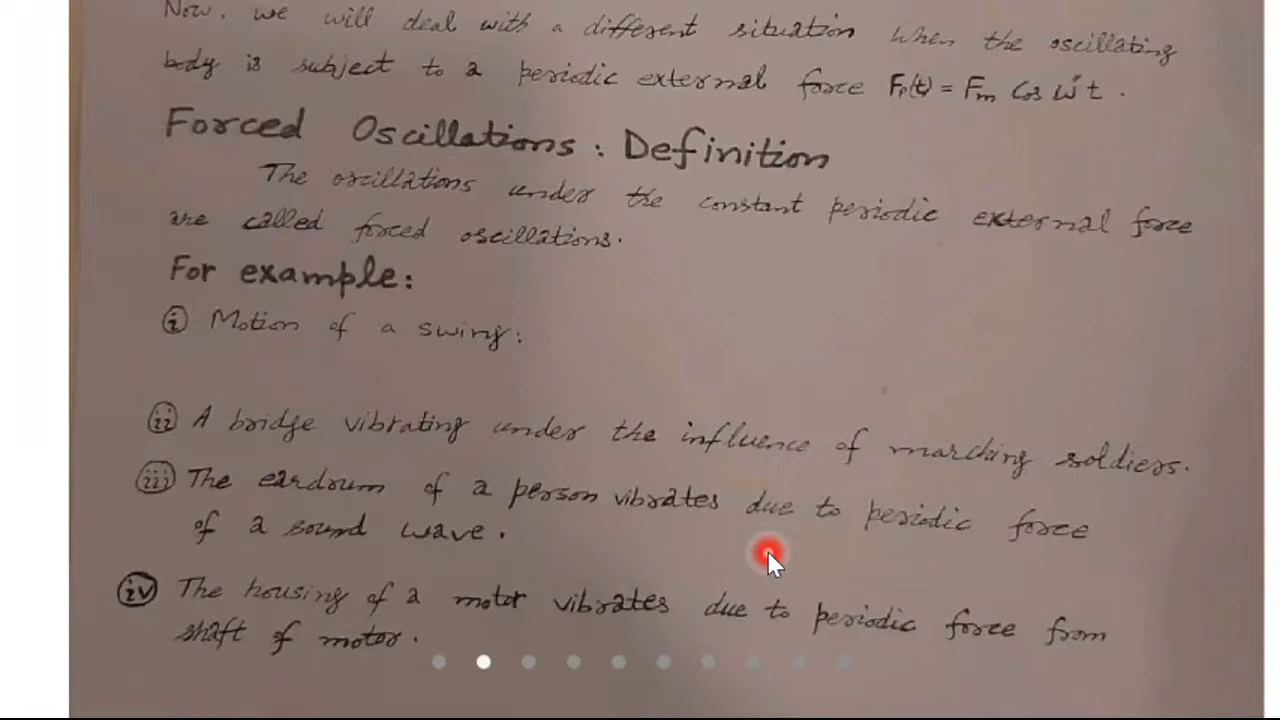 Now, we will deal with a different situation when the oscillating
body is subject to a periodic external force Fₚ(t) = Fₘ Cos ω″t .
Forced Oscillations : Definition
The oscillations under the constant periodic external force
are called forced oscillations.
For example:
(i) Motion of a swing:
(ii) A bridge vibrating under the influence of marching soldiers.
(iii) The eardrum of a person vibrates due to periodic force
of a sound wave.
(iv) The housing of a motor vibrates due to periodic force from
shaft of motor.